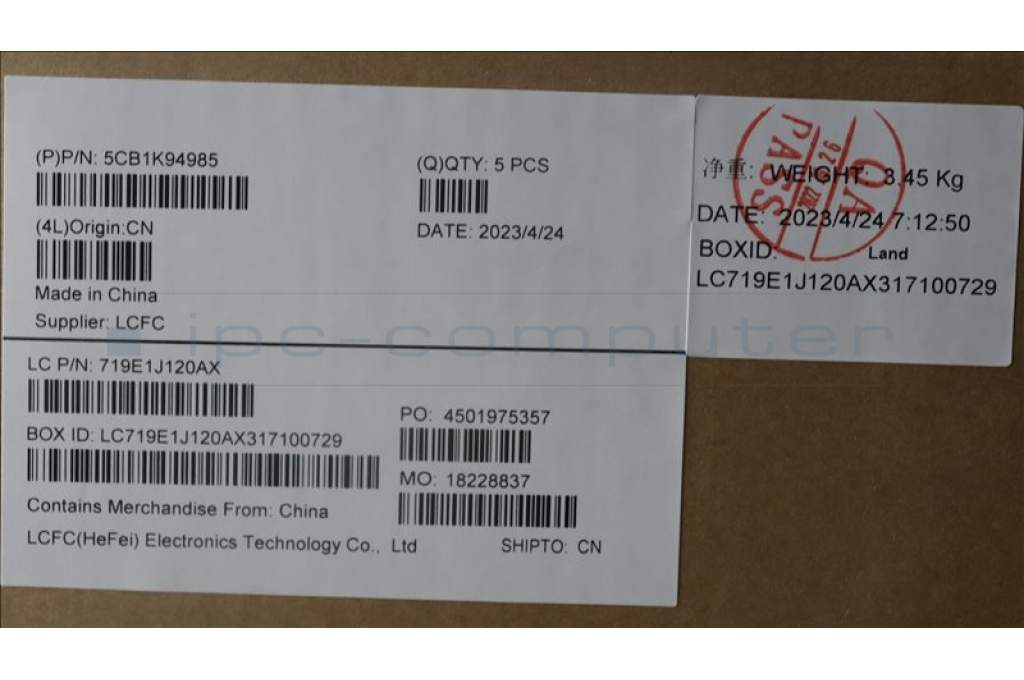 (P)P/N: 5CB1K94985
(Q)QTY: 5 PCS
(4L)Origin:CN
DATE: 2023/4/24
Made in China
Supplier: LCFC
LC P/N: 719E1J120AX
PO: 4501975357
BOX ID: LC719E1J120AX317100729
MO: 18228837
Contains Merchandise From: China
LCFC(HeFei) Electronics Technology Co., Ltd
SHIPTO: CN
净重: WEIGHT: 3.45 Kg
DATE: 2023/4/24 7:12:50
BOXID: Land
LC719E1J120AX317100729
QA
PASS
ipc-computer